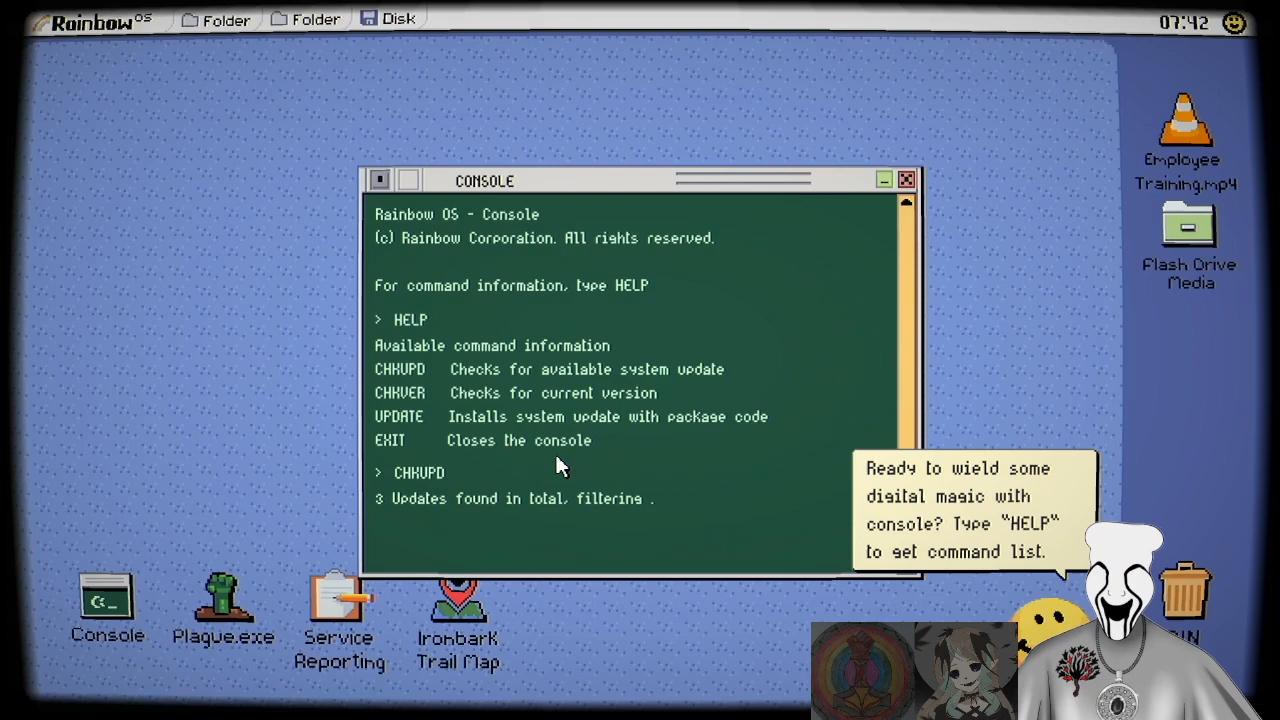 RainbowOS Folder Folder Disk 07:42
Employee
Training.mp4
Flash Drive
Media
CONSOLE
Rainbow OS - Console
(c) Rainbow Corporation. All rights reserved.
For command information, type HELP
> HELP
Available command information
CHKUPD Checks for available system update
CHKVER Checks for current version
UPDATE Installs system update with package code
EXIT Closes the console
> CHKUPD
3 Updates found in total, filtering .
Ready to wield some
digital magic with
console? Type "HELP"
to get command list.
Console
Plague.exe
Service
Reporting
Ironbark
Trail Map